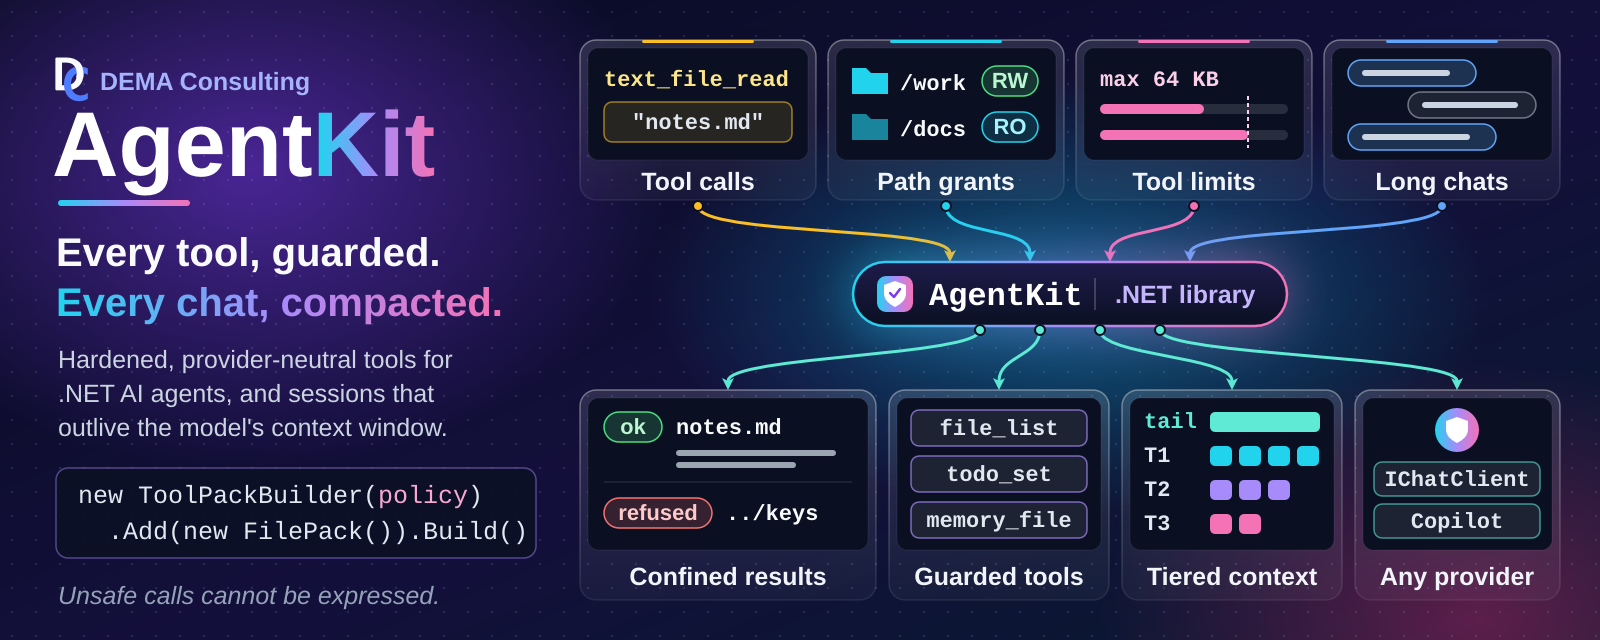 DC DEMA Consulting
AgentKit
Every tool, guarded.
Every chat, compacted.
Hardened, provider-neutral tools for
.NET AI agents, and sessions that
outlive the model's context window.
new ToolPackBuilder(policy)
.Add(new FilePack()).Build()
Unsafe calls cannot be expressed.
text_file_read
"notes.md"
Tool calls
/work RW
/docs RO
Path grants
max 64 KB
Tool limits
Long chats
AgentKit .NET library
ok notes.md
refused ../keys
Confined results
file_list
todo_set
memory_file
Guarded tools
tail
T1
T2
T3
Tiered context
IChatClient
Copilot
Any provider